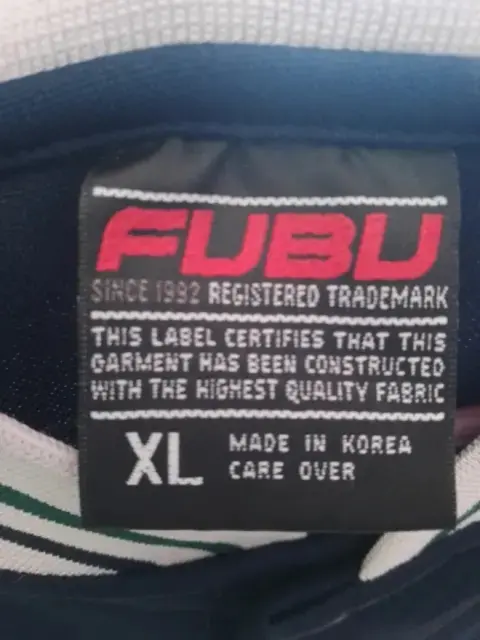 FUBU
SINCE 1992 REGISTERED TRADEMARK
THIS LABEL CERTIFIES THAT THIS
GARMENT HAS BEEN CONSTRUCTED
WITH THE HIGHEST QUALITY FABRIC
XL MADE IN KOREA
CARE OVER